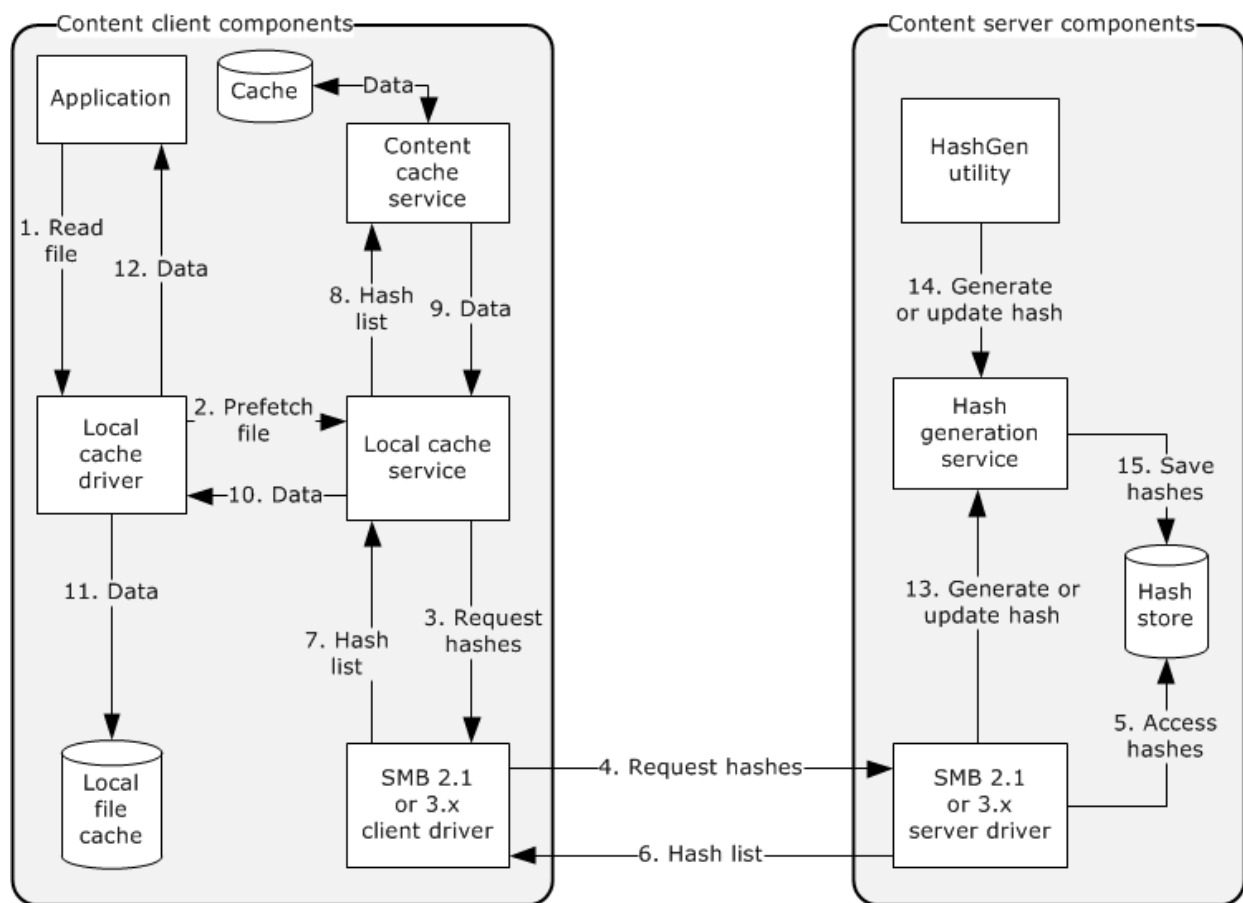 Content client components
Application
Cache
Data
Content
cache
service
1. Read
file
12. Data
8. Hash
list
9. Data
Local
cache
driver
2. Prefetch
file
Local cache
service
10. Data
11. Data
7. Hash
list
3. Request
hashes
Local
file
cache
SMB 2.1
or 3.x
client driver
4. Request hashes
6. Hash list
Content server components
HashGen
utility
14. Generate
or update hash
Hash
generation
service
15. Save
hashes
13. Generate or
update hash
Hash
store
5. Access
hashes
SMB 2.1
or 3.x
server driver